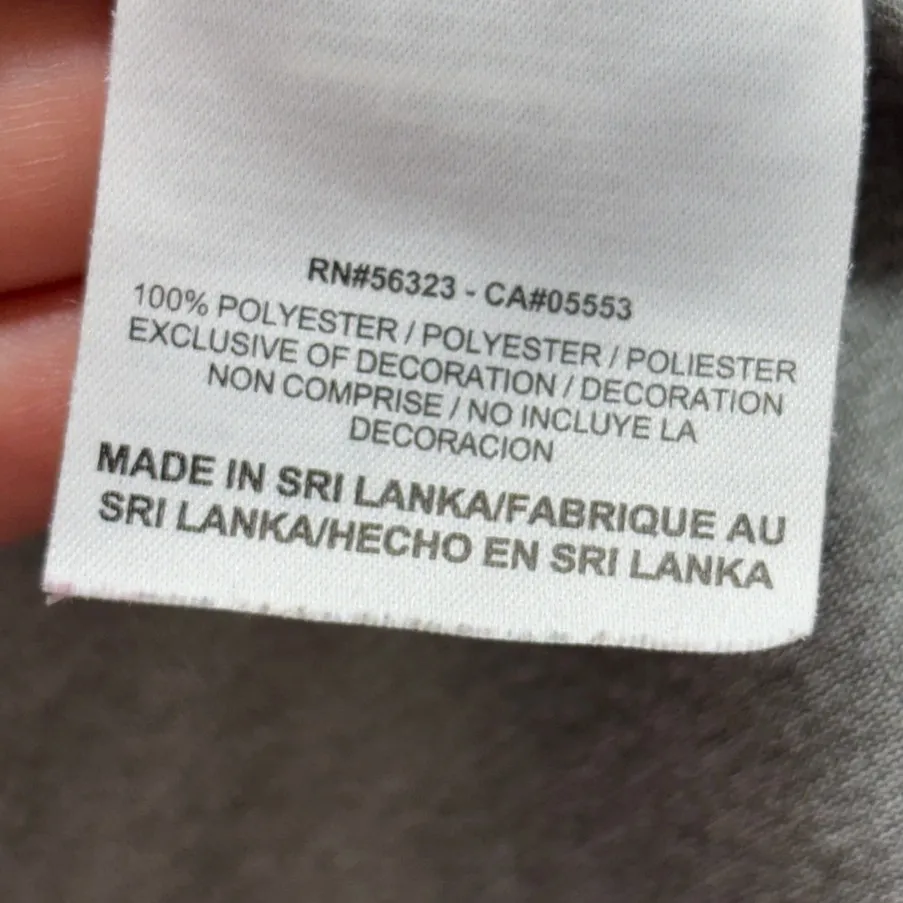 RN#56323 - CA#05553
100% POLYESTER / POLYESTER / POLIESTER
EXCLUSIVE OF DECORATION / DECORATION
NON COMPRISE / NO INCLUYE LA
DECORACION
MADE IN SRI LANKA/FABRIQUE AU
SRI LANKA/HECHO EN SRI LANKA